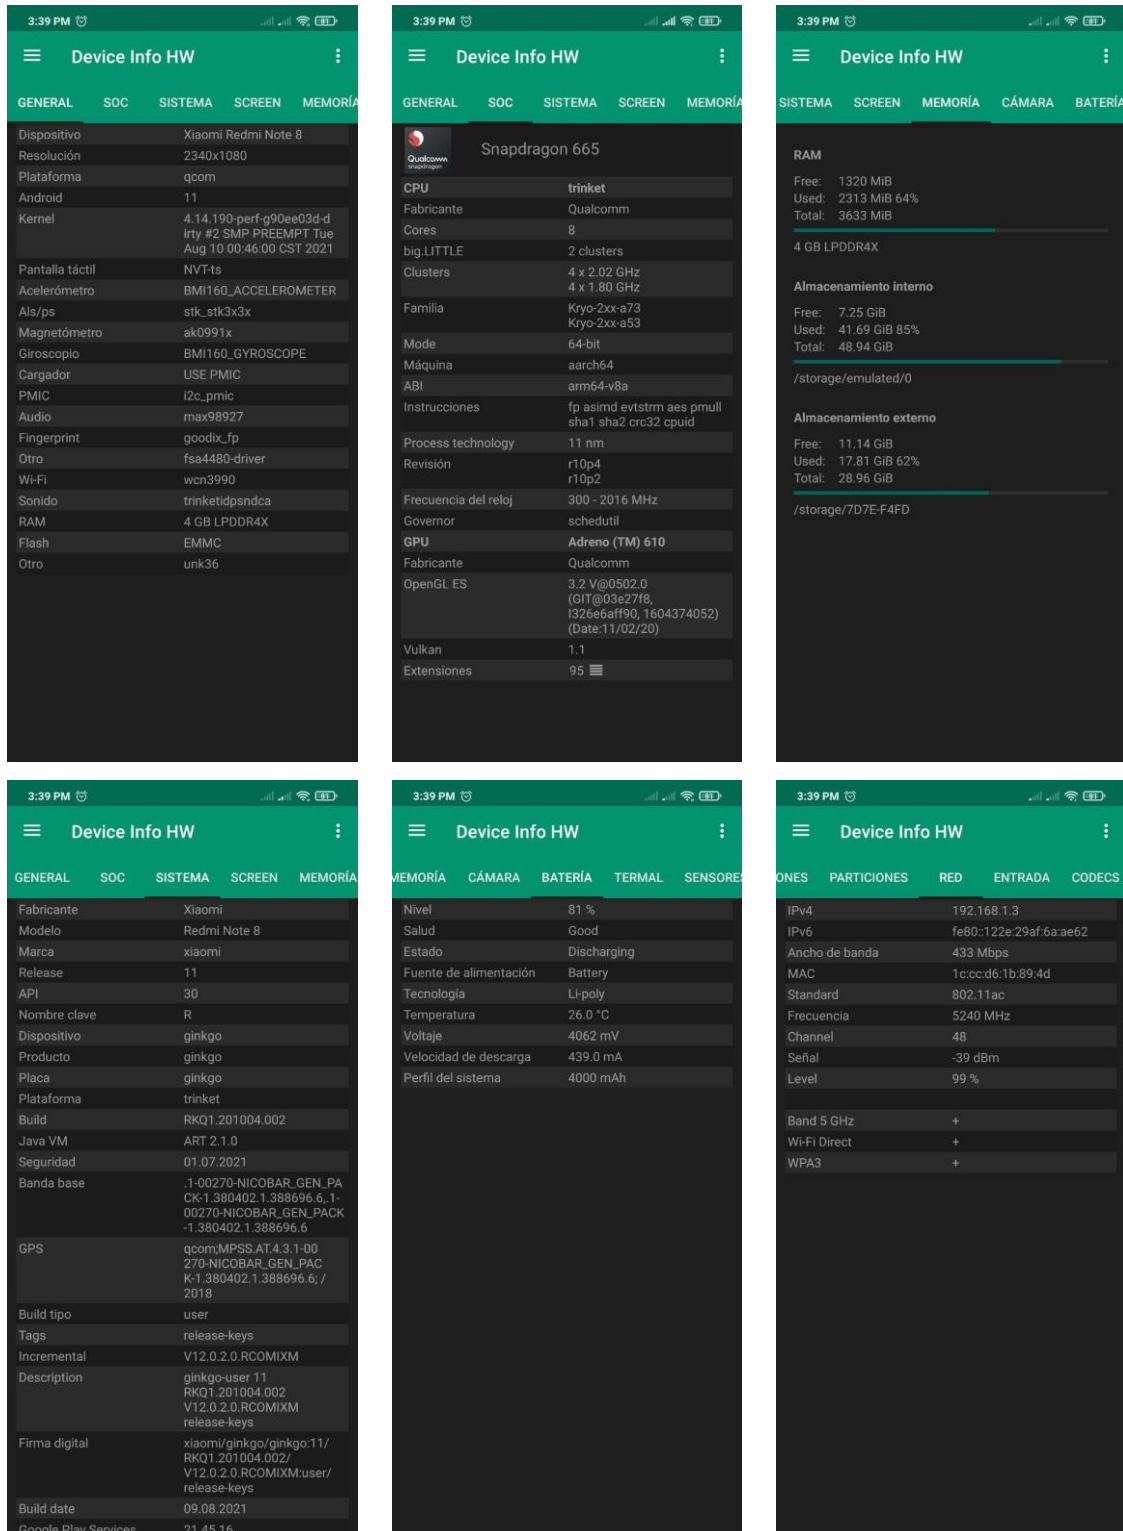 3:39 PM
81
Device Info HW
GENERAL SOC SISTEMA SCREEN MEMORÍA
Dispositivo Xiaomi Redmi Note 8
Resolución 2340x1080
Plataforma qcom
Android 11
Kernel 4.14.190-perf-g90ee03d-d
irty #2 SMP PREEMPT Tue
Aug 10 00:46:00 CST 2021
Pantalla táctil NVT-ts
Acelerómetro BMI160_ACCELEROMETER
Als/ps stk_stk3x3x
Magnetómetro ak0991x
Giroscopio BMI160_GYROSCOPE
Cargador USE PMIC
PMIC i2c_pmic
Audio max98927
Fingerprint goodix_fp
Otro fsa4480-driver
Wi-Fi wcn3990
Sonido trinketidpsndca
RAM 4 GB LPDDR4X
Flash EMMC
Otro unk36
3:39 PM
81
Device Info HW
GENERAL SOC SISTEMA SCREEN MEMORÍA
Qualcomm
snapdragon
Snapdragon 665
CPU trinket
Fabricante Qualcomm
Cores 8
big.LITTLE 2 clusters
Clusters 4 x 2.02 GHz
4 x 1.80 GHz
Familia Kryo-2xx-a73
Kryo-2xx-a53
Mode 64-bit
Máquina aarch64
ABI arm64-v8a
Instrucciones fp asimd evtstrm aes pmull
sha1 sha2 crc32 cpuid
Process technology 11 nm
Revisión r10p4
r10p2
Frecuencia del reloj 300 - 2016 MHz
Governor schedutil
GPU Adreno (TM) 610
Fabricante Qualcomm
OpenGL ES 3.2 V@0502.0
(GIT@03e27f8,
I326e6aff90, 1604374052)
(Date:11/02/20)
Vulkan 1.1
Extensiones 95
3:39 PM
81
Device Info HW
SISTEMA SCREEN MEMORÍA CÁMARA BATERÍA
RAM
Free: 1320 MiB
Used: 2313 MiB 64%
Total: 3633 MiB
4 GB LPDDR4X
Almacenamiento interno
Free: 7.25 GiB
Used: 41.69 GiB 85%
Total: 48.94 GiB
/storage/emulated/0
Almacenamiento externo
Free: 11.14 GiB
Used: 17.81 GiB 62%
Total: 28.96 GiB
/storage/7D7E-F4FD
3:39 PM
81
Device Info HW
GENERAL SOC SISTEMA SCREEN MEMORÍA
Fabricante Xiaomi
Modelo Redmi Note 8
Marca xiaomi
Release 11
API 30
Nombre clave R
Dispositivo ginkgo
Producto ginkgo
Placa ginkgo
Plataforma trinket
Build RKQ1.201004.002
Java VM ART 2.1.0
Seguridad 01.07.2021
Banda base .1-00270-NICOBAR_GEN_PA
CK-1.380402.1.388696.6,.1-
00270-NICOBAR_GEN_PACK
-1.380402.1.388696.6
GPS qcom;MPSS.AT.4.3.1-00
270-NICOBAR_GEN_PAC
K-1.380402.1.388696.6; /
2018
Build tipo user
Tags release-keys
Incremental V12.0.2.0.RCOMIXM
Description ginkgo-user 11
RKQ1.201004.002
V12.0.2.0.RCOMIXM
release-keys
Firma digital xiaomi/ginkgo/ginkgo:11/
RKQ1.201004.002/
V12.0.2.0.RCOMIXM:user/
release-keys
Build date 09.08.2021
Google Play Services 21.45.16
3:39 PM
81
Device Info HW
MEMORÍA CÁMARA BATERÍA TERMAL SENSORES
Nivel 81 %
Salud Good
Estado Discharging
Fuente de alimentación Battery
Tecnología Li-poly
Temperatura 26.0 °C
Voltaje 4062 mV
Velocidad de descarga 439.0 mA
Perfil del sistema 4000 mAh
3:39 PM
81
Device Info HW
ONES PARTICIONES RED ENTRADA CODECS
IPv4 192.168.1.3
IPv6 fe80::122e:29af:6a:ae62
Ancho de banda 433 Mbps
MAC 1c:cc:d6:1b:89:4d
Standard 802.11ac
Frecuencia 5240 MHz
Channel 48
Señal -39 dBm
Level 99 %
Band 5 GHz +
Wi-Fi Direct +
WPA3 +